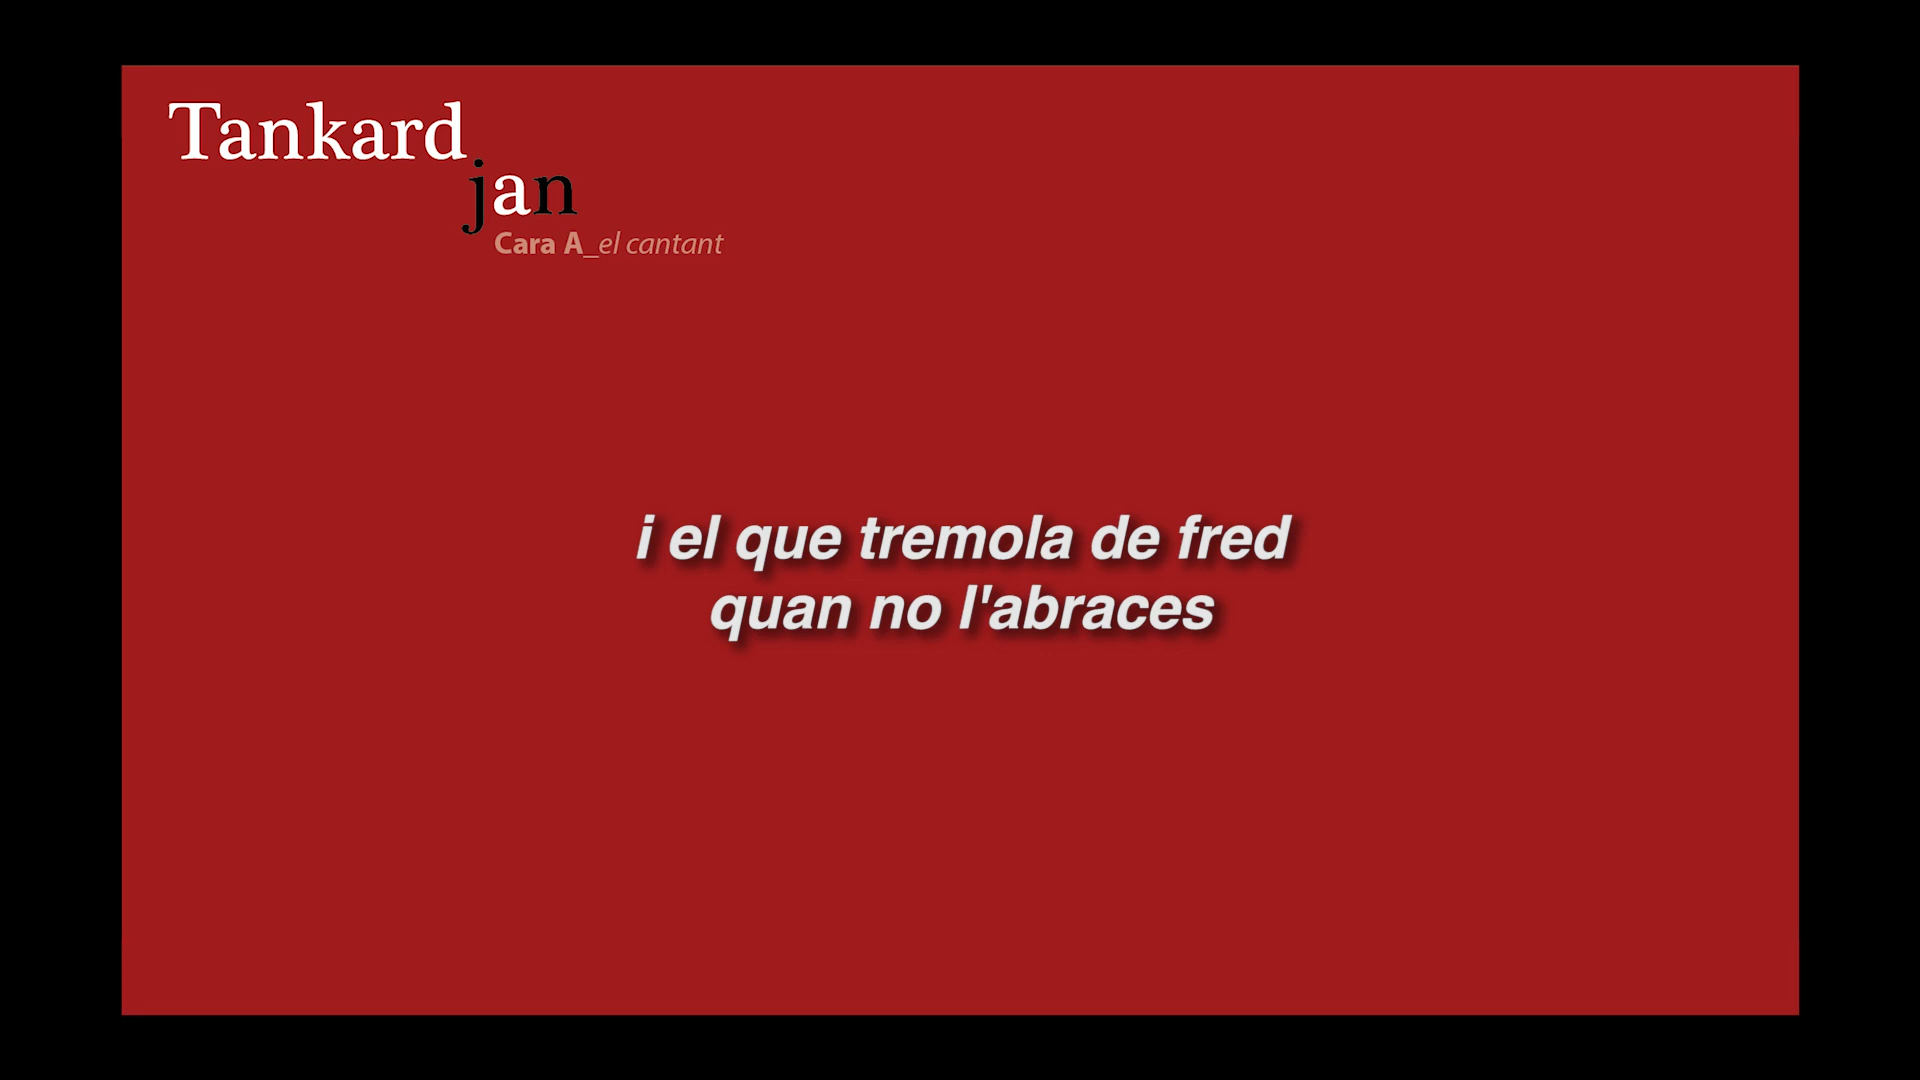 Tankard
jan
Cara A_el cantant
i el que tremola de fred
quan no l'abraces